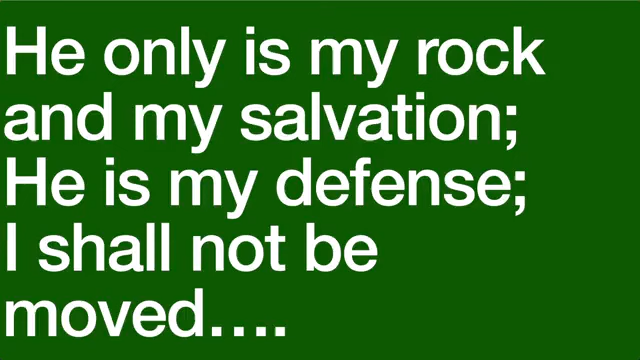 He only is my rock
and my salvation;
He is my defense;
I shall not be
moved….